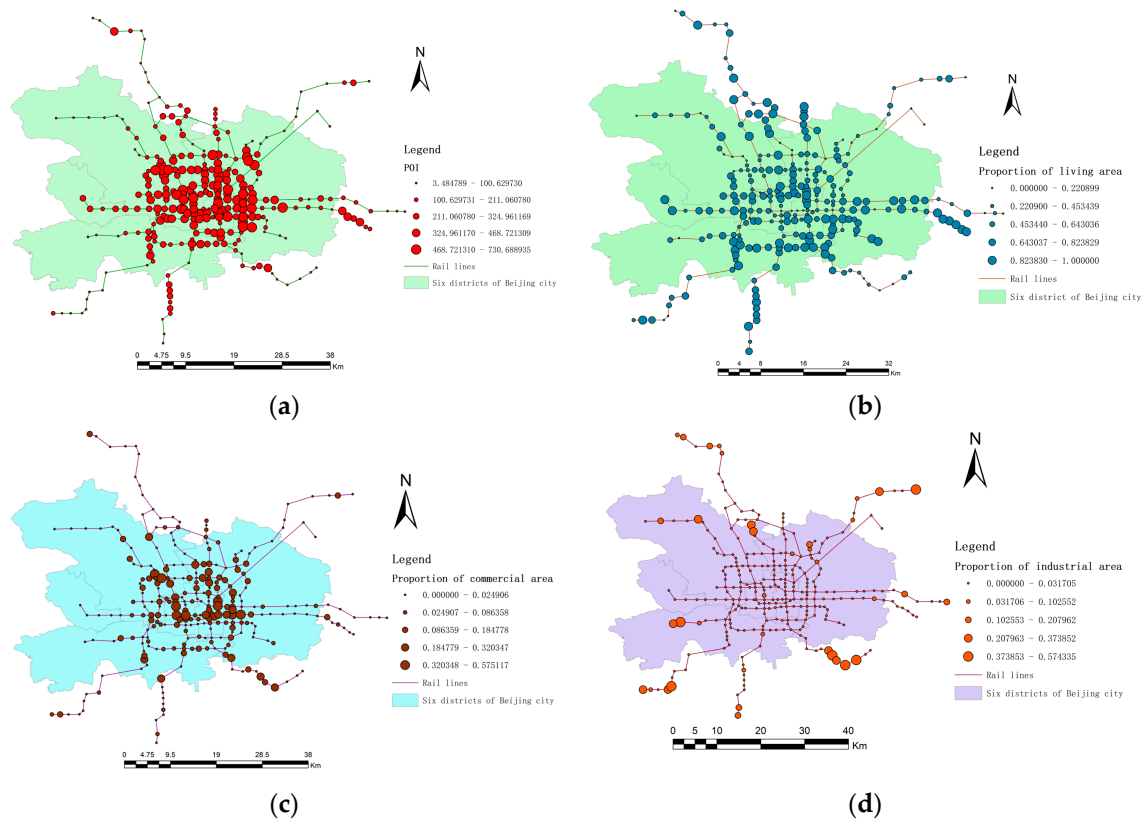 N
Legend
POI
3.484789 - 100.629730
100.629731 - 211.060780
211.060780 - 324.961169
324.961170 - 468.721309
468.721310 - 730.688935
Rail lines
Six districts of Beijing city
0 4.75 9.5 19 28.5 38
Km
(a)
N
Legend
Proportion of living area
0.000000 - 0.220899
0.220900 - 0.453439
0.453440 - 0.643036
0.643037 - 0.823829
0.823830 - 1.000000
Rail lines
Six district of Beijing city
0 4 8 16 24 32
Km
(b)
N
Legend
Proportion of commercial area
0.000000 - 0.024906
0.024907 - 0.086358
0.086359 - 0.184778
0.184779 - 0.320347
0.320348 - 0.575117
Rail lines
Six districts of Beijing city
0 4.75 9.5 19 28.5 38
Km
(c)
N
Legend
Proportion of industrial area
0.000000 - 0.031705
0.031706 - 0.102552
0.102553 - 0.207962
0.207963 - 0.373852
0.373853 - 0.574335
Rail lines
Six districts of Beijing city
0 5 10 20 30 40
Km
(d)